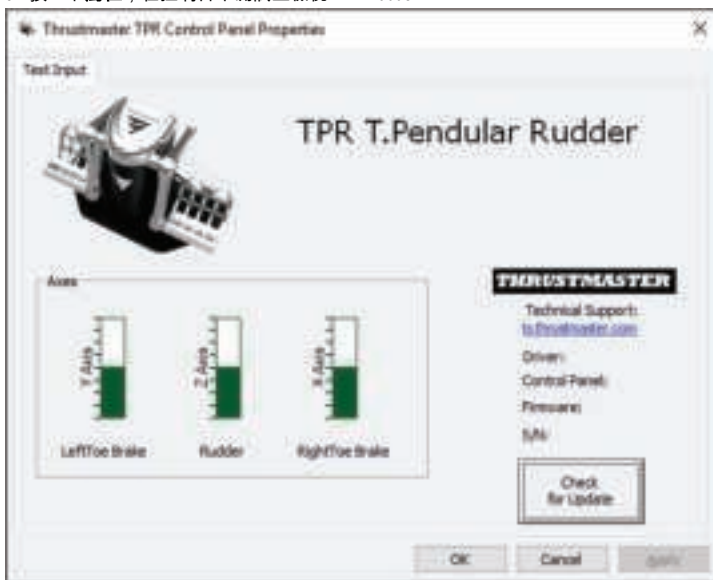 Thrustmaster TPR Control Panel Properties
Test Input
TPR T.Pendular Rudder
Axes
Y Axis
Z Axis
X Axis
LeftToe Brake
Rudder
RightToe Brake
THRUSTMASTER
Technical Support:
ts.thrustmaster.com
Driver:
Control Panel:
Firmware:
S/N:
Check
for Update
OK
Cancel
Apply